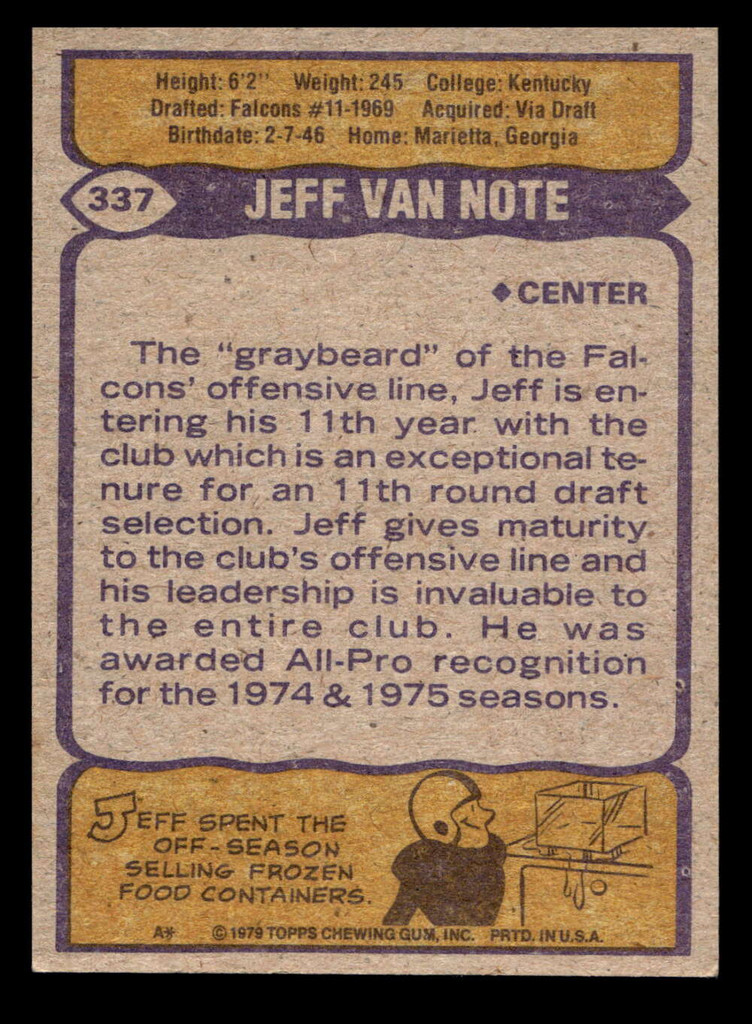 Height: 6'2" Weight: 245 College: Kentucky
Drafted: Falcons #11-1969 Acquired: Via Draft
Birthdate: 2-7-46 Home: Marietta, Georgia
337 JEFF VAN NOTE
♦CENTER
The "graybeard" of the Fal-
cons' offensive line, Jeff is en-
tering his 11th year with the
club which is an exceptional te-
nure for an 11th round draft
selection. Jeff gives maturity
to the club's offensive line and
his leadership is invaluable to
the entire club. He was
awarded All-Pro recognition
for the 1974 & 1975 seasons.
JEFF SPENT THE
OFF-SEASON
SELLING FROZEN
FOOD CONTAINERS.
A* © 1979 TOPPS CHEWING GUM, INC. PRTD. IN U.S.A.